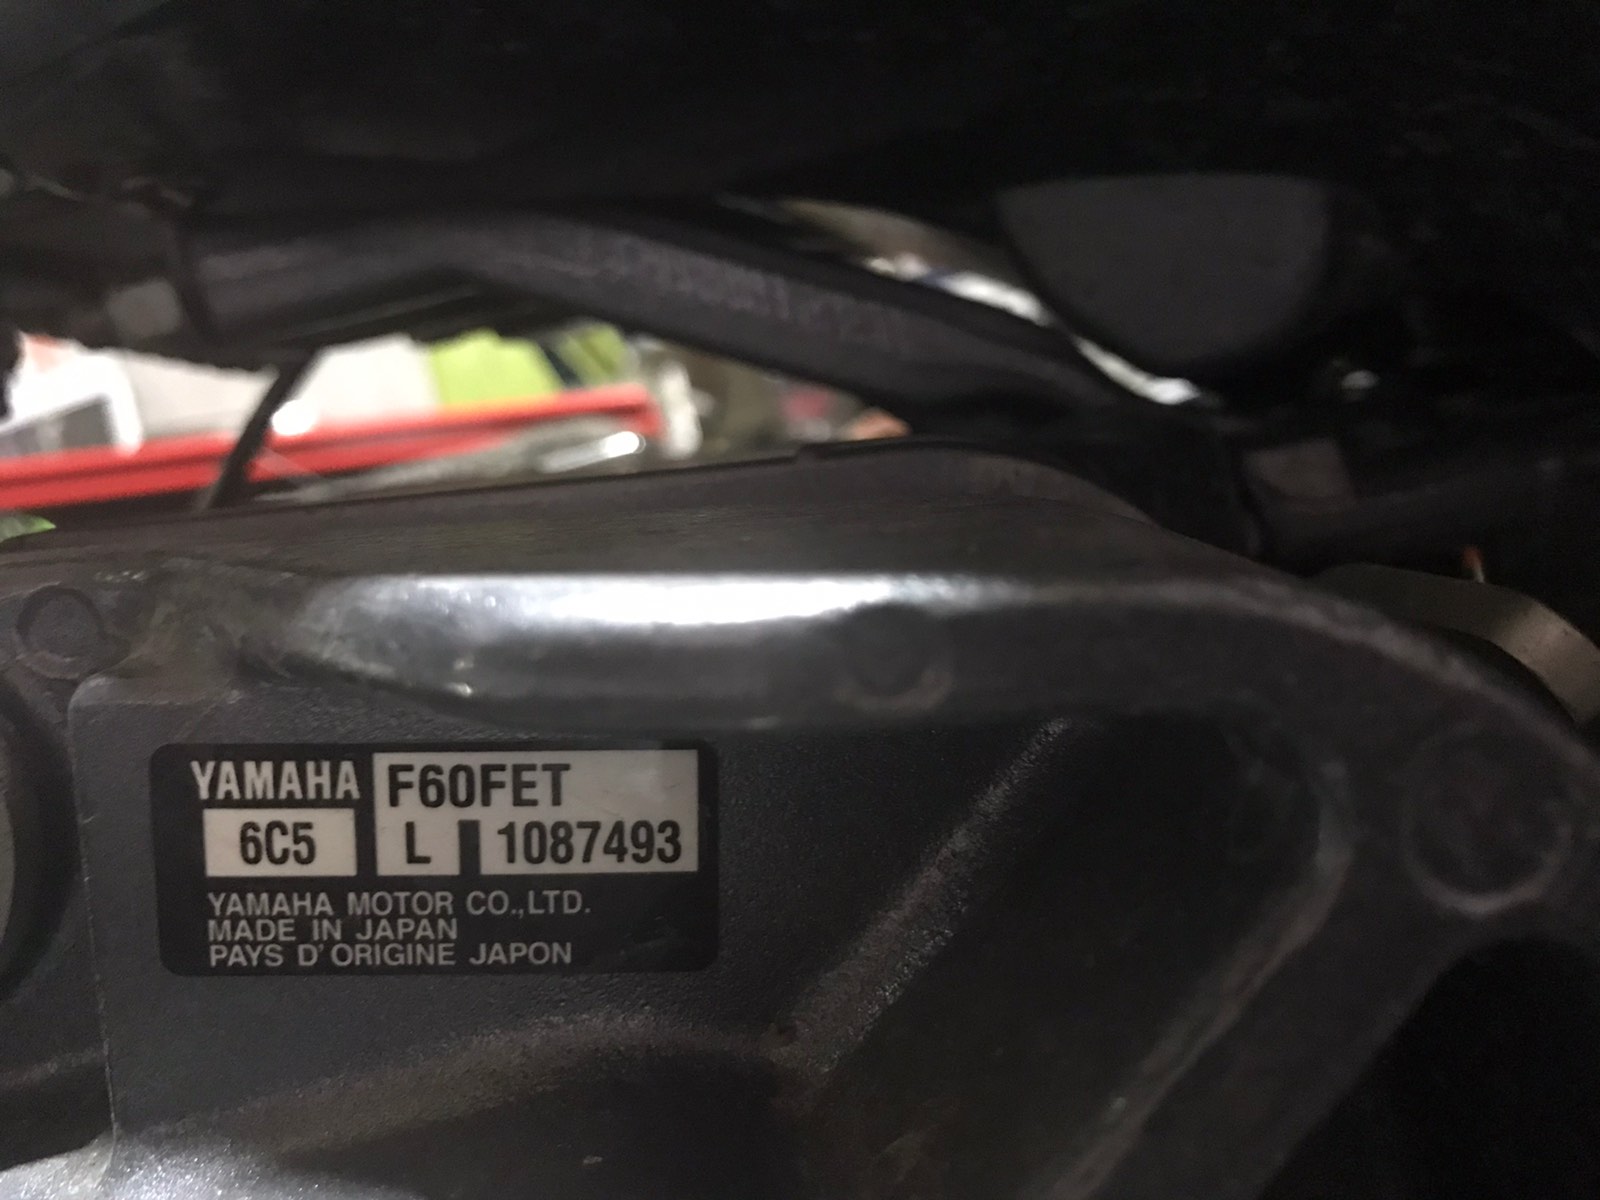 YAMAHA F60FET
6C5 L 1087493
YAMAHA MOTOR CO.,LTD.
MADE IN JAPAN
PAYS D'ORIGINE JAPON